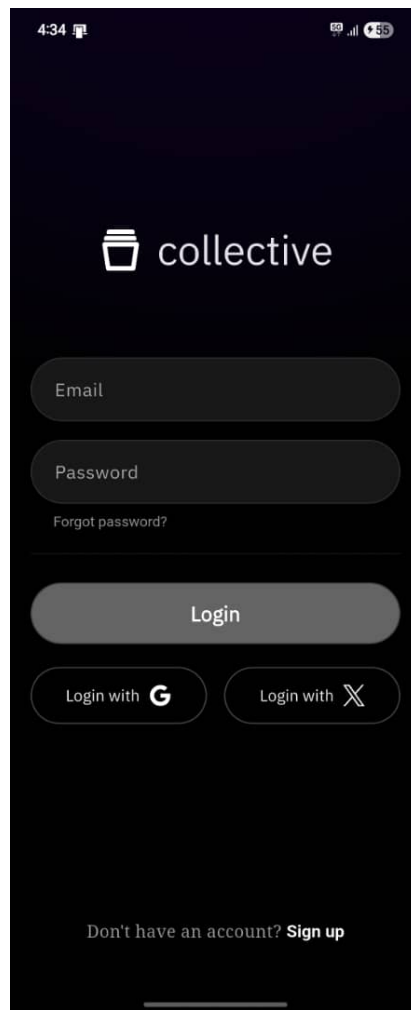 4:34 5G 55
collective
Email
Password
Forgot password?
Login
Login with G Login with X
Don't have an account? Sign up